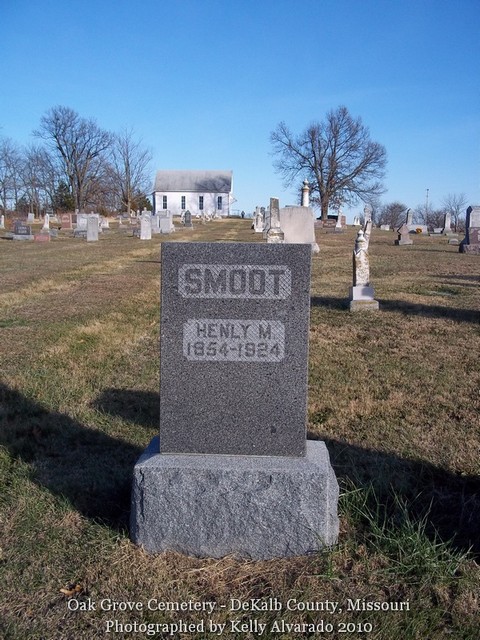 SMOOT
HENLY M.
1854-1924
Oak Grove Cemetery - DeKalb County, Missouri
Photographed by Kelly Alvarado 2010